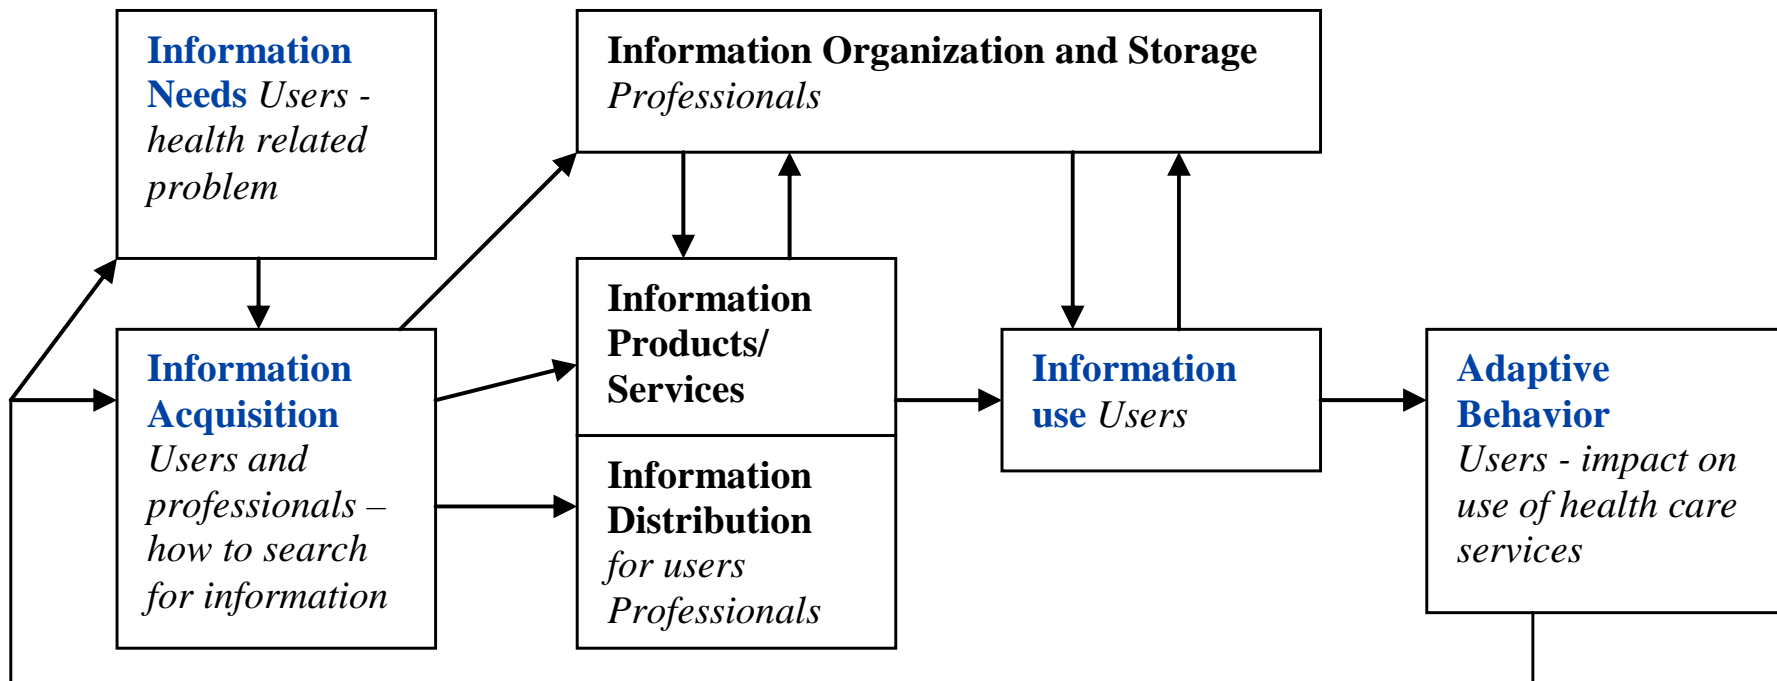 Information
Needs Users -
health related
problem
Information Organization and Storage
Professionals
Information
Acquisition
Users and
professionals –
how to search
for information
Information
Products/
Services
Information
Distribution
for users
Professionals
Information
use Users
Adaptive
Behavior
Users - impact on
use of health care
services